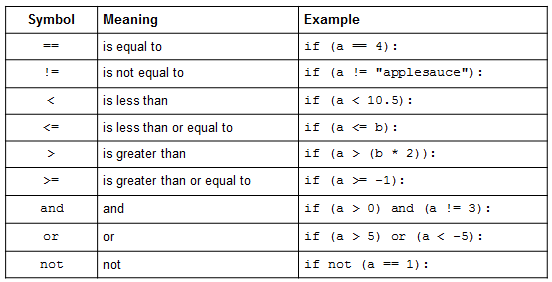 Symbol Meaning Example
== is equal to if (a == 4):
!= is not equal to if (a != "applesauce"):
< is less than if (a < 10.5):
<= is less than or equal to if (a <= b):
> is greater than if (a > (b * 2)):
>= is greater than or equal to if (a >= -1):
and and if (a > 0) and (a != 3):
or or if (a > 5) or (a < -5):
not not if not (a == 1):